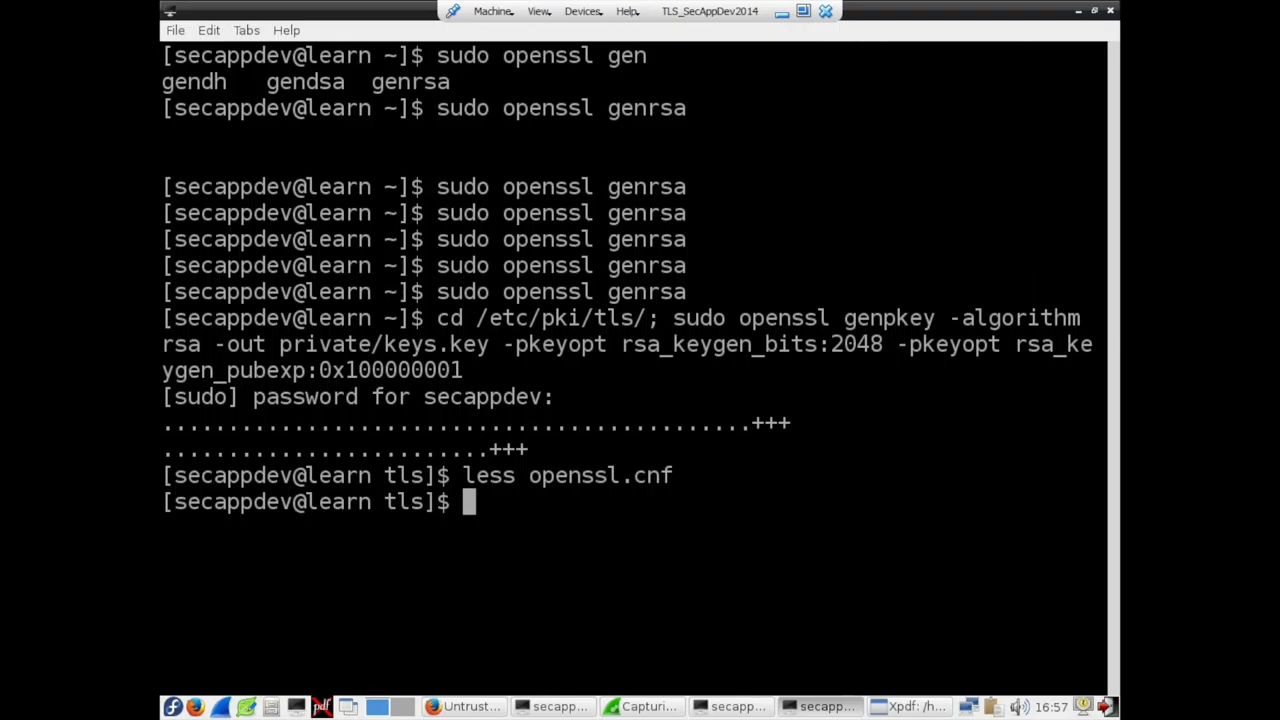 Machine View Devices Help TLS_SecAppDev2014
File Edit Tabs Help
[secappdev@learn ~]$ sudo openssl gen
gendh gendsa genrsa
[secappdev@learn ~]$ sudo openssl genrsa
[secappdev@learn ~]$ sudo openssl genrsa
[secappdev@learn ~]$ sudo openssl genrsa
[secappdev@learn ~]$ sudo openssl genrsa
[secappdev@learn ~]$ sudo openssl genrsa
[secappdev@learn ~]$ sudo openssl genrsa
[secappdev@learn ~]$ cd /etc/pki/tls/; sudo openssl genpkey -algorithm
rsa -out private/keys.key -pkeyopt rsa_keygen_bits:2048 -pkeyopt rsa_ke
ygen_pubexp:0x100000001
[sudo] password for secappdev:
.............................................+++
.........................+++
[secappdev@learn tls]$ less openssl.cnf
[secappdev@learn tls]$
pdf Untrust... secapp... Capturi... secapp... secapp... Xpdf: /h... 16:57